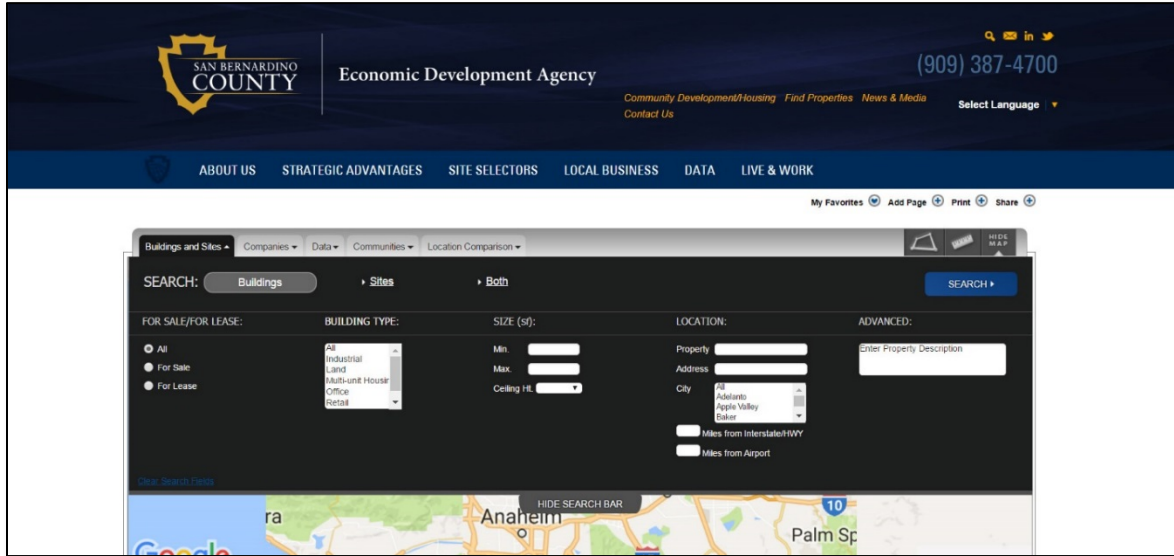 SAN BERNARDINO
COUNTY
Economic Development Agency
(909) 387-4700
Community Development/Housing Find Properties News & Media
Contact Us
Select Language
ABOUT US STRATEGIC ADVANTAGES SITE SELECTORS LOCAL BUSINESS DATA LIVE & WORK
My Favorites Add Page Print Share
Buildings and Sites Companies Data Communities Location Comparison HIDE MAP
SEARCH: Buildings Sites Both SEARCH
FOR SALE/FOR LEASE: BUILDING TYPE: SIZE (sf): LOCATION: ADVANCED:
All
For Sale
For Lease
All
Industrial
Land
Multi-unit Housir
Office
Retail
Min.
Max.
Ceiling Ht.
Property
Address
City
All
Adelanto
Apple Valley
Baker
Miles from Interstate/HWY
Miles from Airport
Enter Property Description
Clear Search Fields
HIDE SEARCH BAR
ra
Anaheim
10
Palm Sp
Google